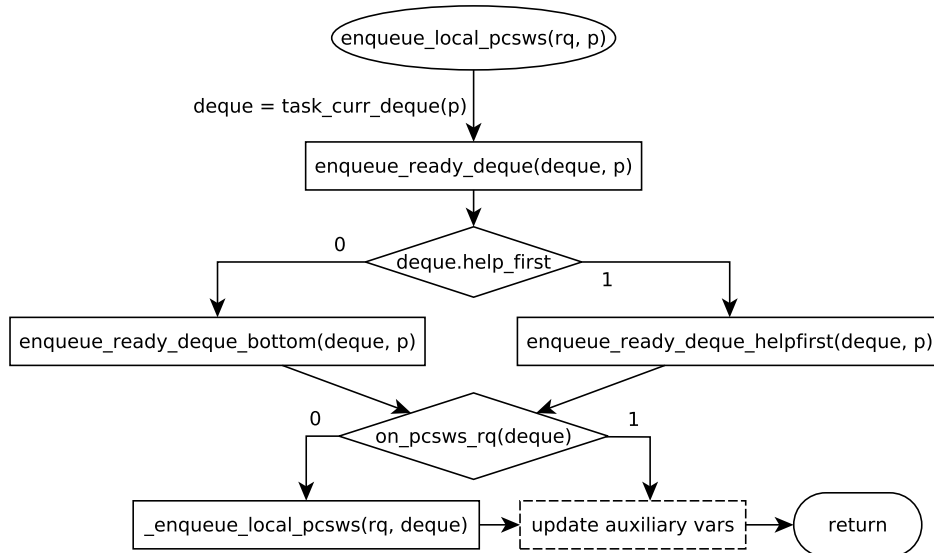 enqueue_local_pcsws(rq, p)
deque = task_curr_deque(p)
enqueue_ready_deque(deque, p)
0
deque.help_first
1
enqueue_ready_deque_bottom(deque, p)
enqueue_ready_deque_helpfirst(deque, p)
0
on_pcsws_rq(deque)
1
_enqueue_local_pcsws(rq, deque)
update auxiliary vars
return